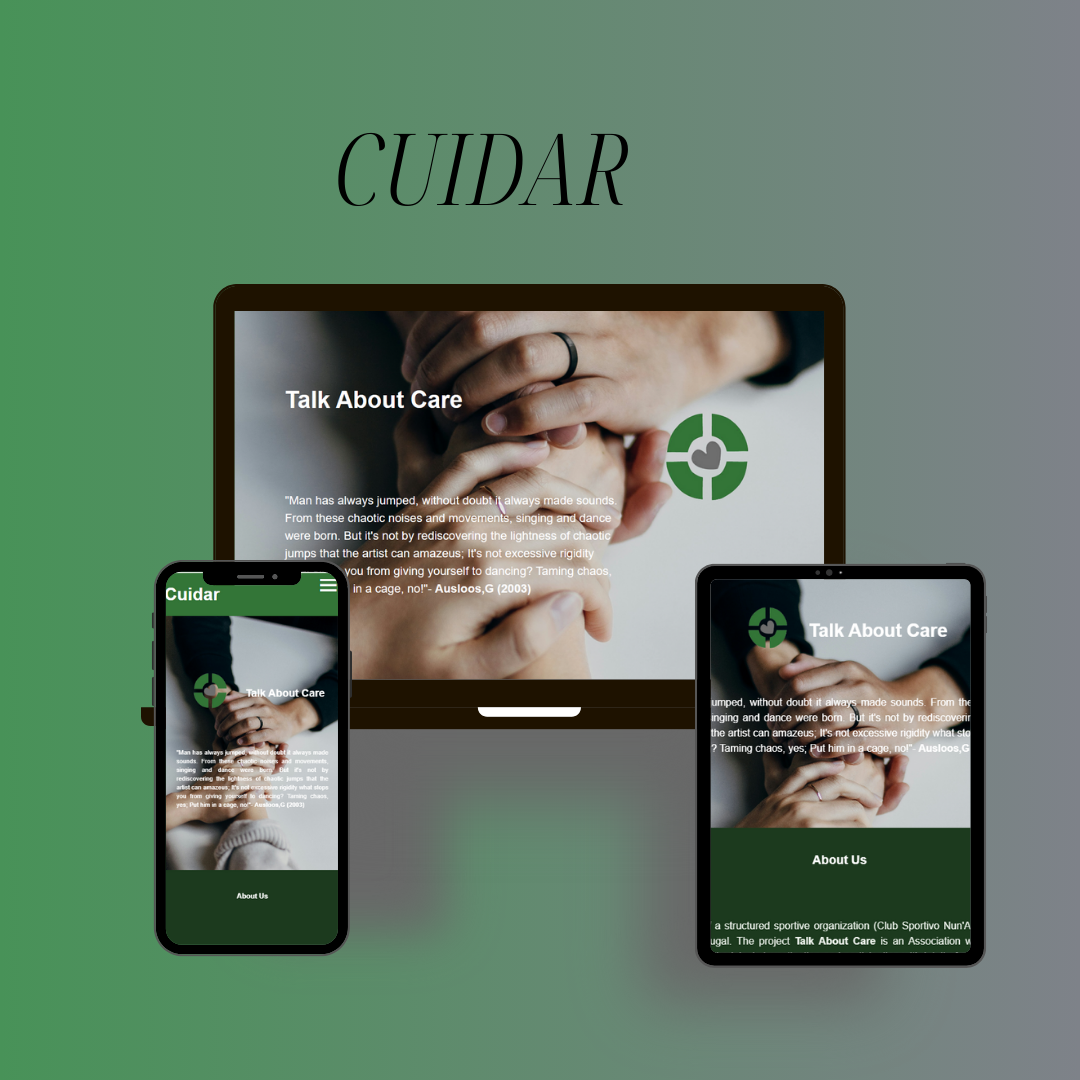 CUIDAR
Talk About Care
"Man has always jumped, without doubt it always made sounds.
From these chaotic noises and movements, singing and dance
were born. But it's not by rediscovering the lightness of chaotic
jumps that the artist can amazeus; It's not excessive rigidity
you from giving yourself to dancing? Taming chaos,
in a cage, no!"- Ausloos,G (2003)
Cuidar
Talk About Care
"Man has always jumped, without doubt it always made
sounds. From these chaotic noises and movements,
singing and dance were born. But it's not by
rediscovering the lightness of chaotic jumps that the
artist can amazeus; It's not excessive rigidity what stops
you from giving yourself to dancing? Taming chaos,
yes; Put him in a cage, no!"- Ausloos,G (2003)
About Us
Talk About Care
umped, without doubt it always made sounds. From the
inging and dance were born. But it's not by rediscoverin
the artist can amazeus; It's not excessive rigidity what sto
? Taming chaos, yes; Put him in a cage, no!"- Ausloos,G
About Us
a structured sportive organization (Club Sportivo Nun'A
ugal. The project Talk About Care is an Association w